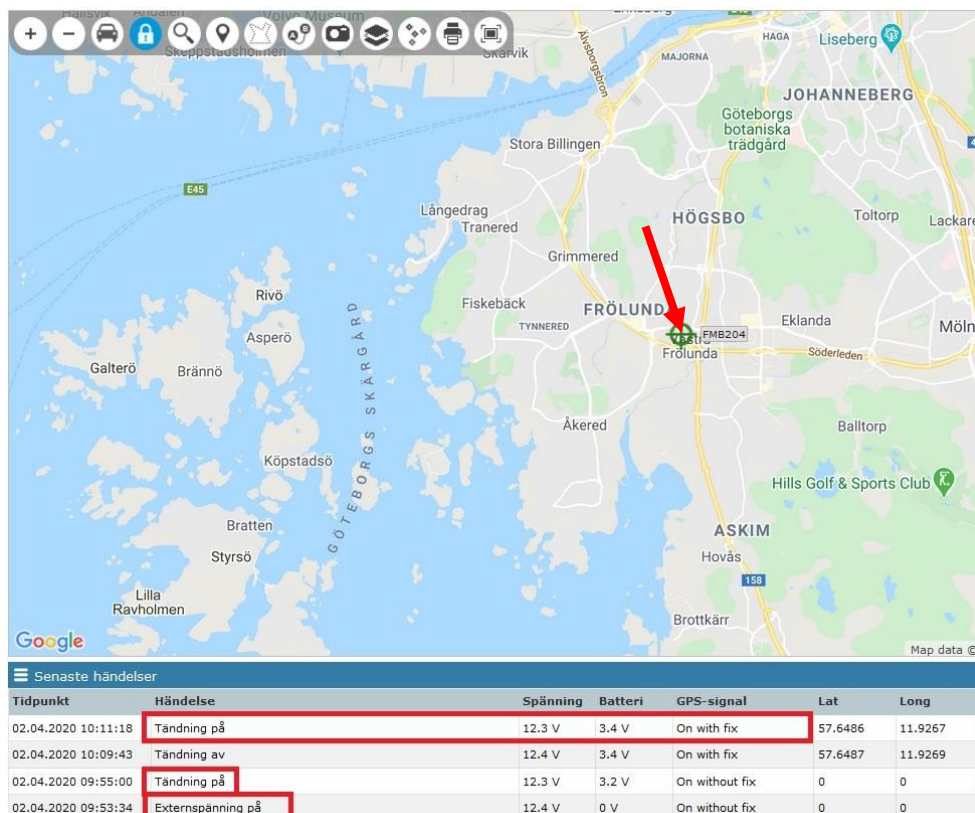 Volvo Museum
Skeppstadsholmen
Skarvik
Älvsborgsbron
HAGA
Liseberg
MAJORNA
JOHANNEBERG
Göteborgs
botaniska
trädgård
Stora Billingen
E45
Långedrag
Tranered
HÖGSBO
Toltorp
Lackare
Grimmered
Rivö
Fiskebäck
FRÖLUND
Eklanda
Asperö
TYNNERED
FMB204
Möln
Västra
Frölunda
Söderleden
Galterö
Brännö
GÖTEBORGS SKÄRGÅRD
Åkered
Balltorp
Köpstadsö
Hills Golf & Sports Club
Bratten
ASKIM
Styrsö
Hovås
158
Lilla
Ravholmen
Brottkärr
Google
Map data ©
Senaste händelser
Tidpunkt Händelse Spänning Batteri GPS-signal Lat Long
02.04.2020 10:11:18 Tändning på 12.3 V 3.4 V On with fix 57.6486 11.9267
02.04.2020 10:09:43 Tändning av 12.4 V 3.4 V On with fix 57.6487 11.9269
02.04.2020 09:55:00 Tändning på 12.3 V 3.2 V On without fix 0 0
02.04.2020 09:53:34 Externspänning på 12.4 V 0 V On without fix 0 0